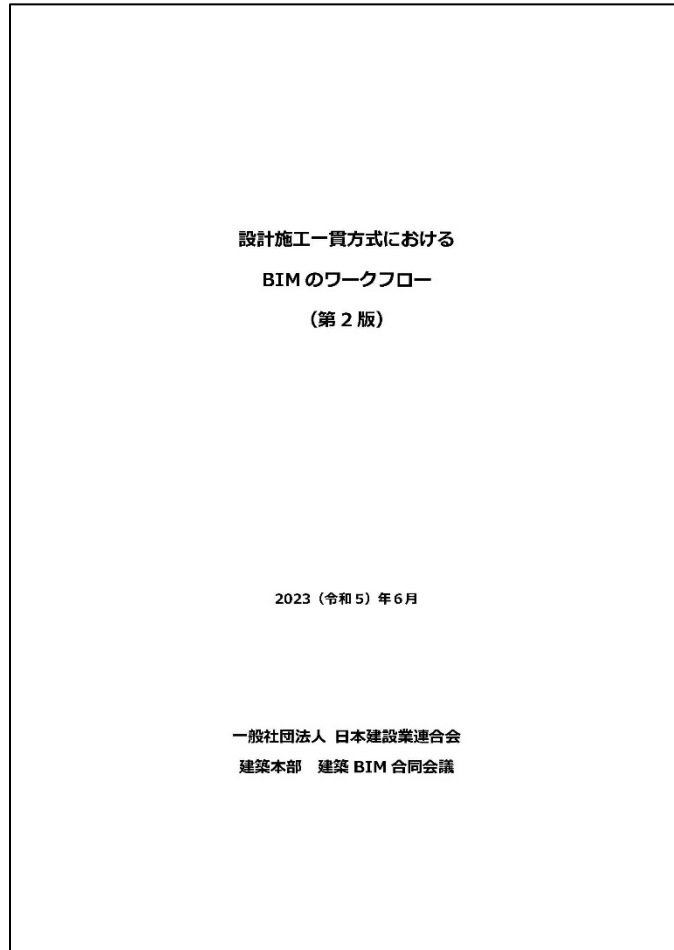 設計施工一貫方式における
BIMのワークフロー
（第2版）
2023（令和5）年6月
一般社団法人 日本建設業連合会
建築本部　建築BIM合同会議